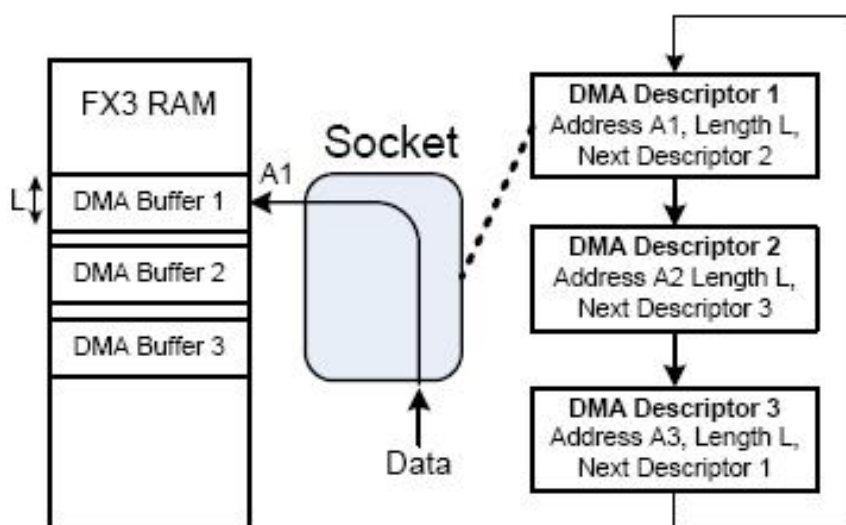 FX3 RAM
L
DMA Buffer 1
DMA Buffer 2
DMA Buffer 3
Socket
A1
Data
DMA Descriptor 1
Address A1, Length L,
Next Descriptor 2
DMA Descriptor 2
Address A2 Length L,
Next Descriptor 3
DMA Descriptor 3
Address A3, Length L,
Next Descriptor 1